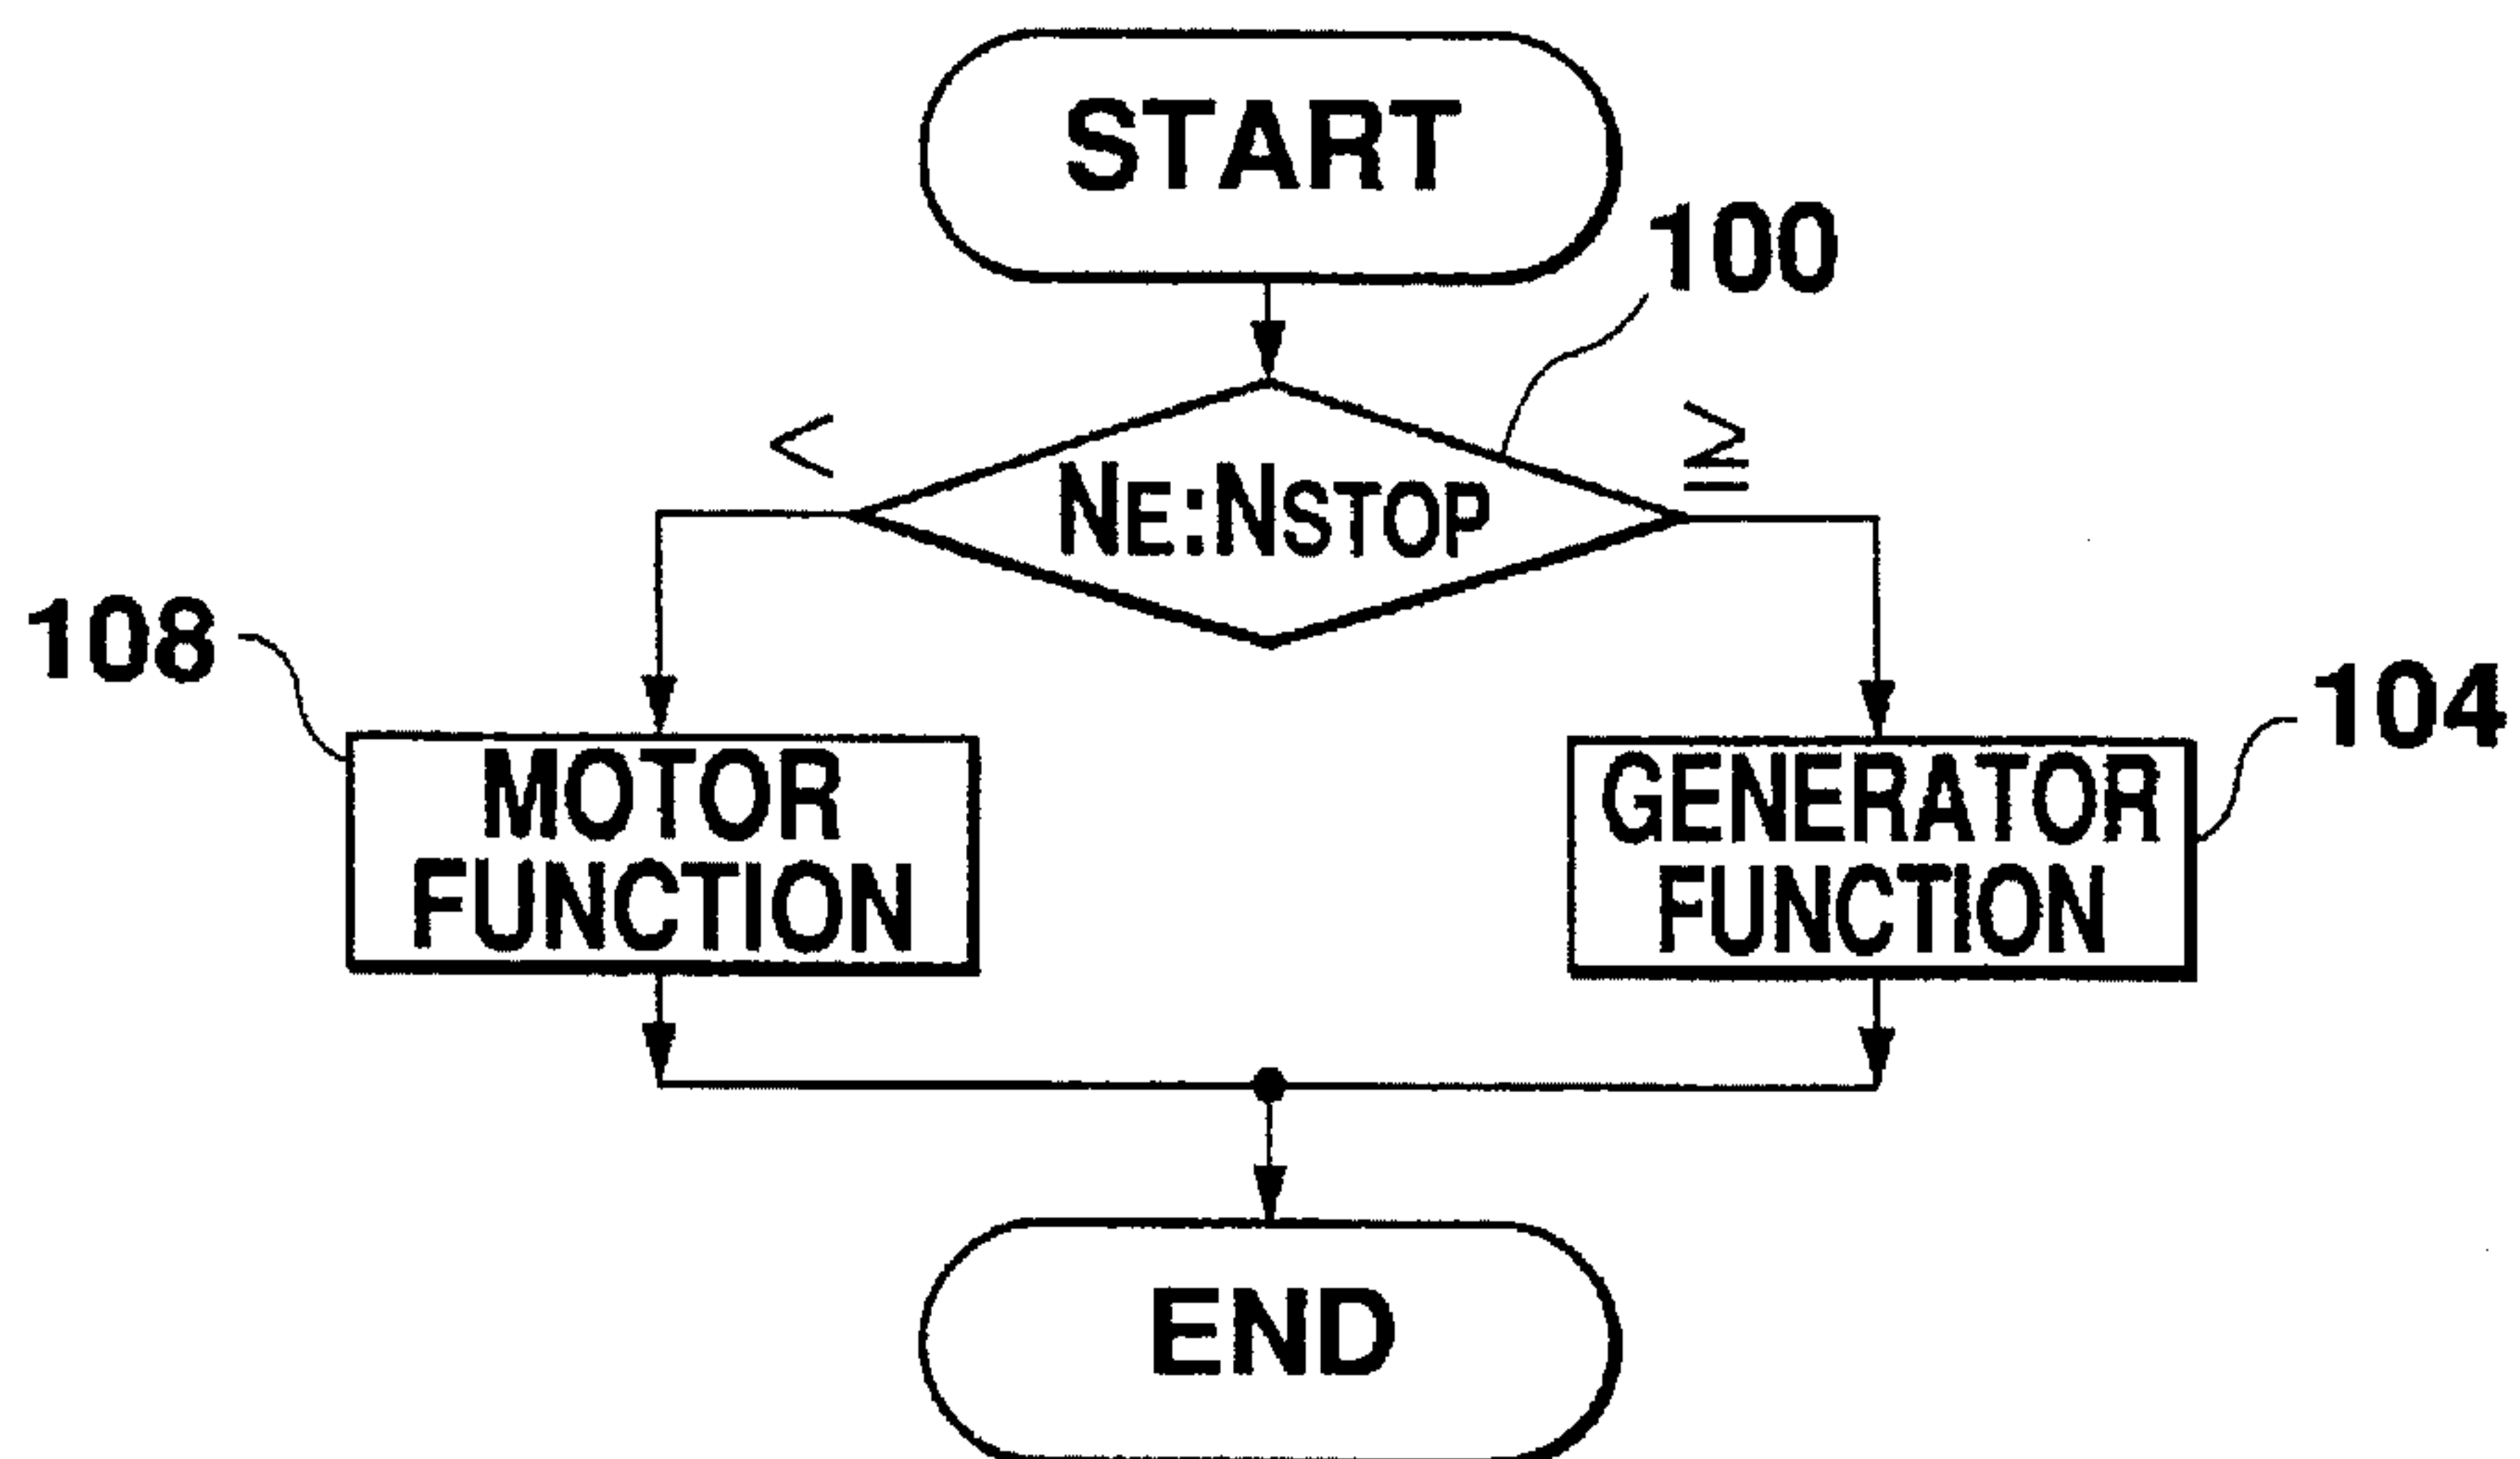 START
100
<
≧
NE:NSTOP
108
104
MOTOR
FUNCTION
GENERATOR
FUNCTION
END